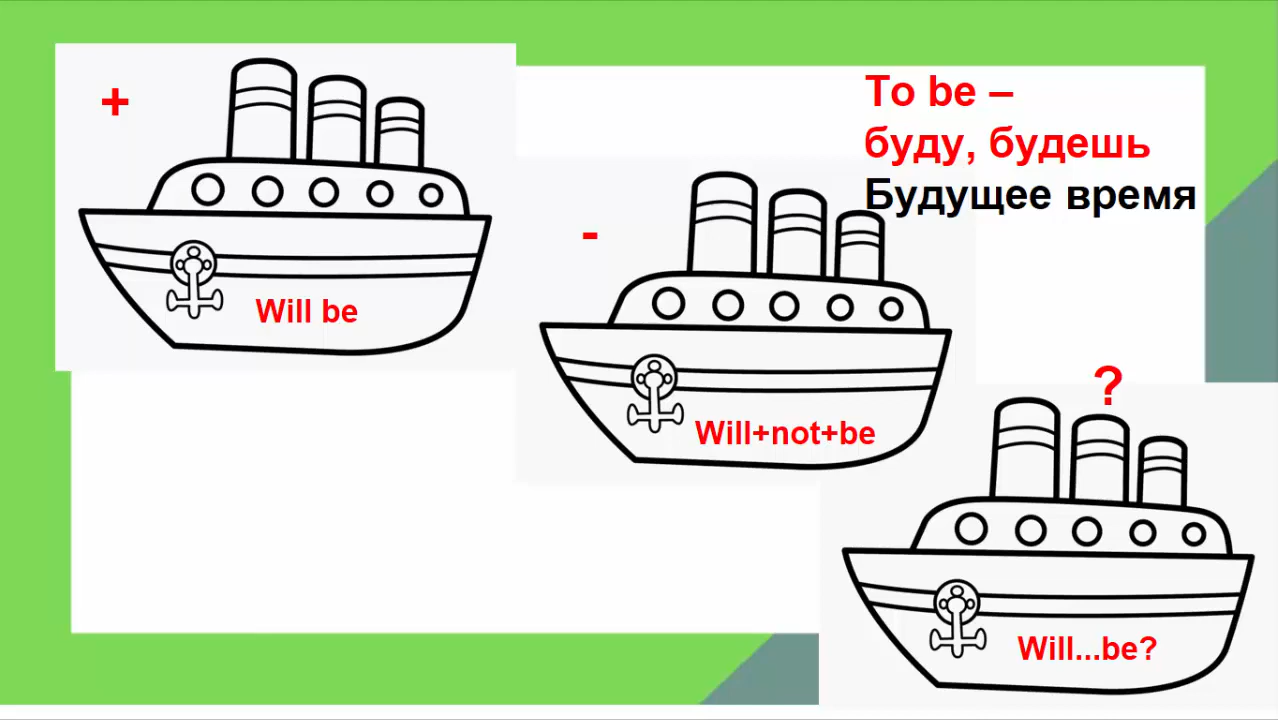 +
Will be
To be –
буду, будешь
Будущее время
-
Will+not+be
?
Will...be?